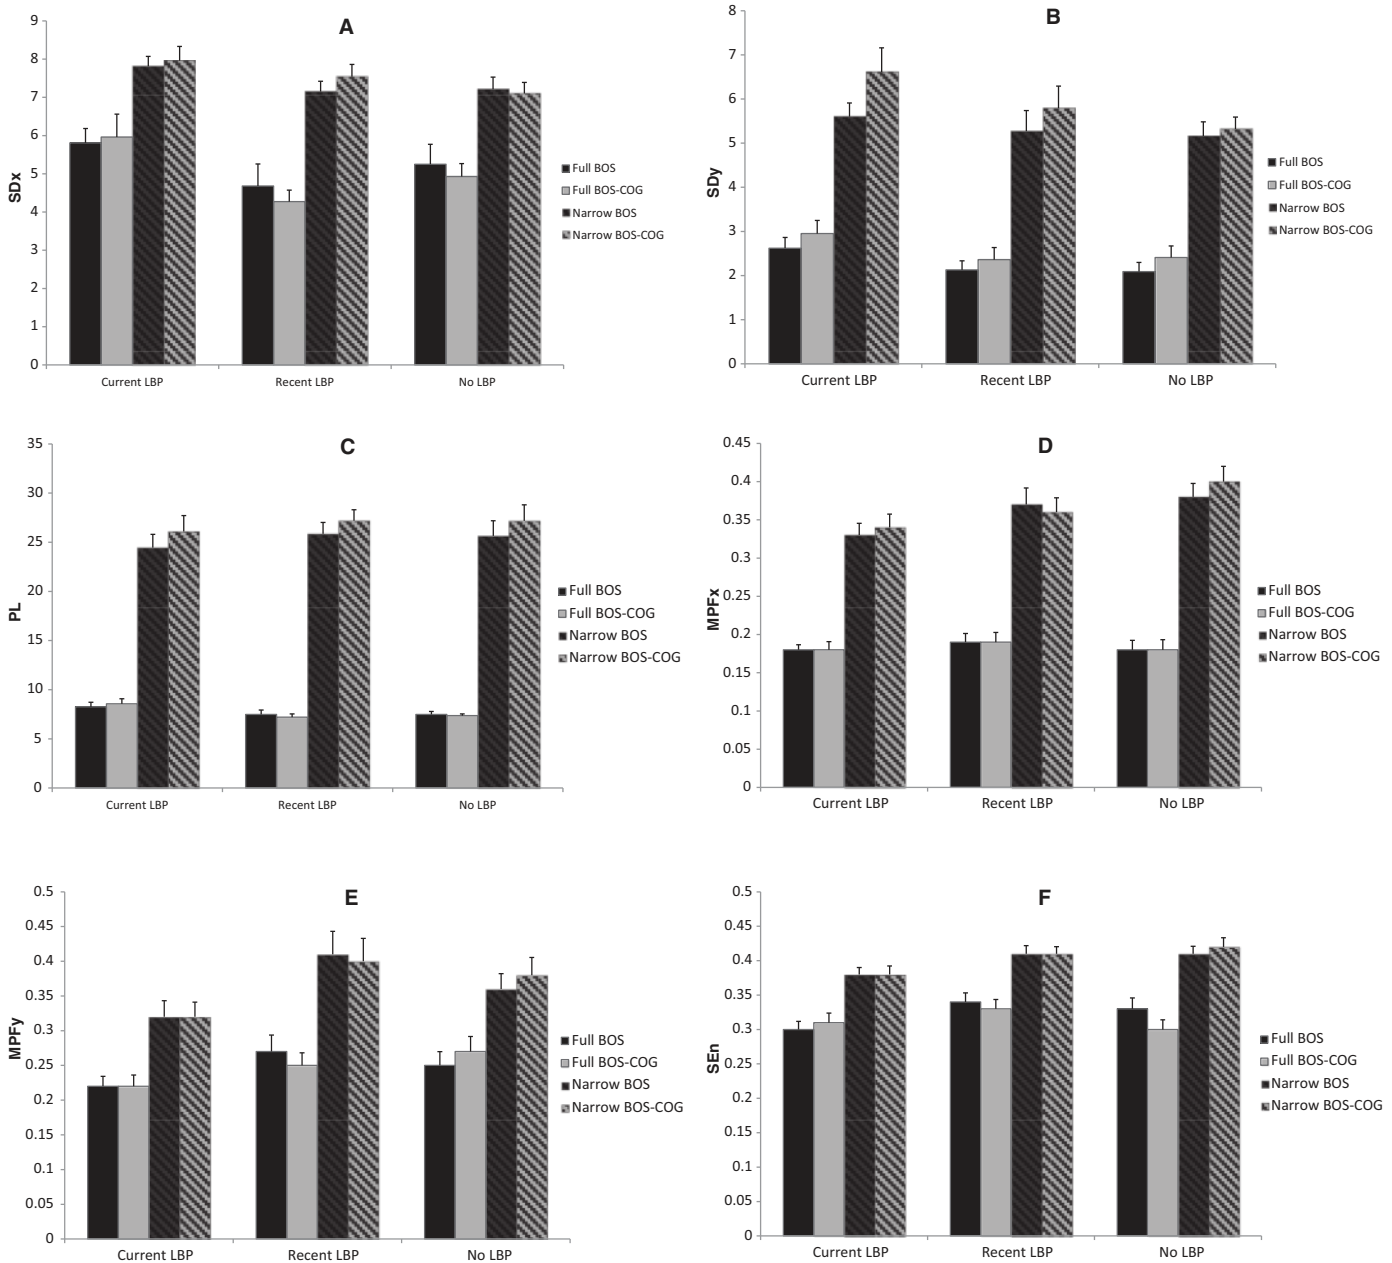 A
SDx
9
8
7
6
5
4
3
2
1
0
Current LBP
Recent LBP
No LBP
Full BOS
Full BOS-COG
Narrow BOS
Narrow BOS-COG
B
SDy
8
7
6
5
4
3
2
1
0
Current LBP
Recent LBP
No LBP
Full BOS
Full BOS-COG
Narrow BOS
Narrow BOS-COG
C
PL
35
30
25
20
15
10
5
0
Current LBP
Recent LBP
No LBP
Full BOS
Full BOS-COG
Narrow BOS
Narrow BOS-COG
D
MPFx
0.45
0.4
0.35
0.3
0.25
0.2
0.15
0.1
0.05
0
Current LBP
Recent LBP
No LBP
Full BOS
Full BOS-COG
Narrow BOS
Narrow BOS-COG
E
MPFy
0.5
0.45
0.4
0.35
0.3
0.25
0.2
0.15
0.1
0.05
0
Current LBP
Recent LBP
No LBP
Full BOS
Full BOS-COG
Narrow BOS
Narrow BOS-COG
F
SEn
0.5
0.45
0.4
0.35
0.3
0.25
0.2
0.15
0.1
0.05
0
Current LBP
Recent LBP
No LBP
Full BOS
Full BOS-COG
Narrow BOS
Narrow BOS-COG